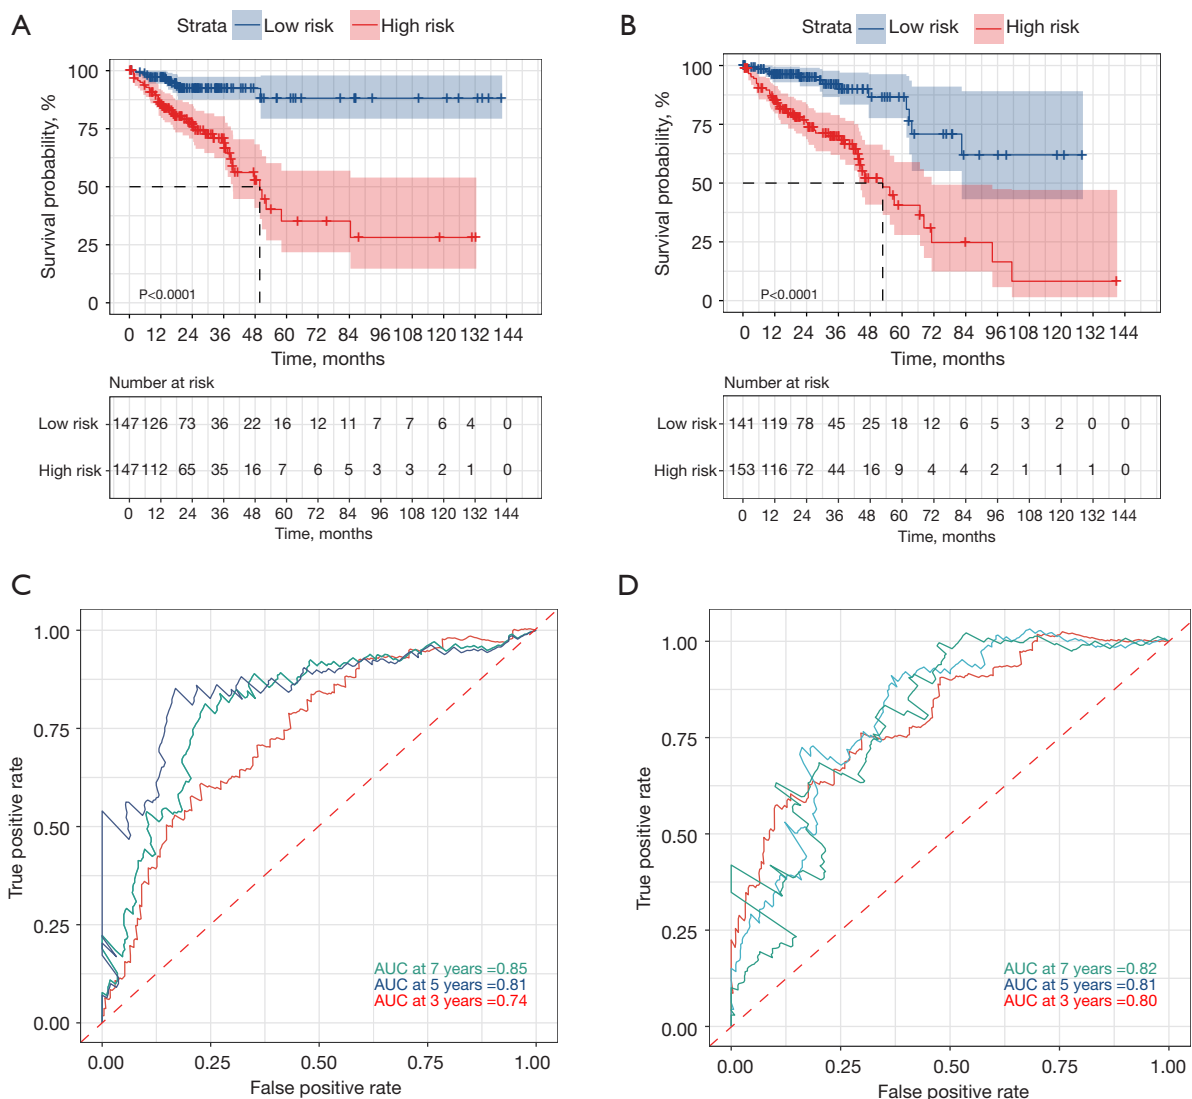 A
Strata Low risk High risk
Survival probability, %
100
75
50
25
0
P<0.0001
0 12 24 36 48 60 72 84 96 108 120 132 144
Time, months
Number at risk
Low risk 147 126 73 36 22 16 12 11 7 7 6 4 0
High risk 147 112 65 35 16 7 6 5 3 3 2 1 0
0 12 24 36 48 60 72 84 96 108 120 132 144
Time, months
B
Strata Low risk High risk
Survival probability, %
100
75
50
25
0
P<0.0001
0 12 24 36 48 60 72 84 96 108 120 132 144
Time, months
Number at risk
Low risk 141 119 78 45 25 18 12 6 5 3 2 0 0
High risk 153 116 72 44 16 9 4 4 2 1 1 1 0
0 12 24 36 48 60 72 84 96 108 120 132 144
Time, months
C
True positive rate
1.00
0.75
0.50
0.25
0.00
AUC at 7 years =0.85
AUC at 5 years =0.81
AUC at 3 years =0.74
0.00 0.25 0.50 0.75 1.00
False positive rate
D
True positive rate
1.00
0.75
0.50
0.25
0.00
AUC at 7 years =0.82
AUC at 5 years =0.81
AUC at 3 years =0.80
0.00 0.25 0.50 0.75 1.00
False positive rate